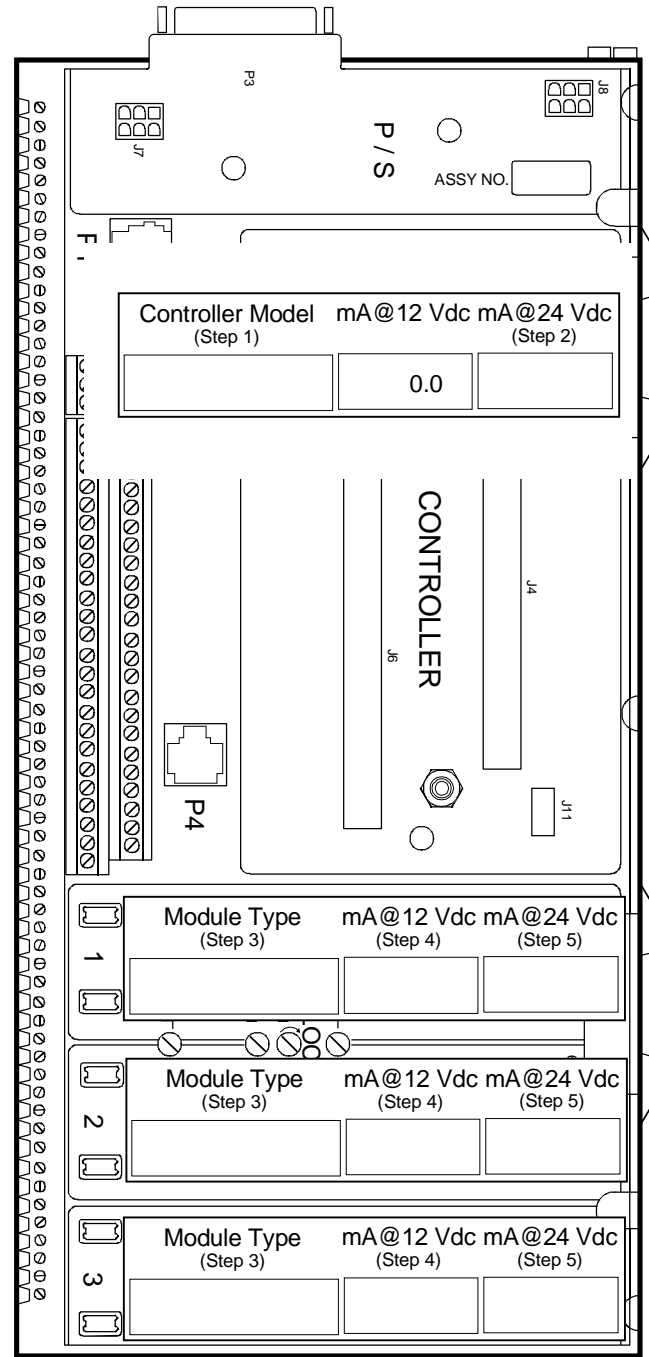 P3
J8
J7
P / S
ASSY NO.
Controller Model mA@12 Vdc mA@24 Vdc
(Step 1) (Step 2)
0.0
CONTROLLER
J4
J6
P4
J11
1
Module Type mA@12 Vdc mA@24 Vdc
(Step 3) (Step 4) (Step 5)
2
Module Type mA@12 Vdc mA@24 Vdc
(Step 3) (Step 4) (Step 5)
3
Module Type mA@12 Vdc mA@24 Vdc
(Step 3) (Step 4) (Step 5)